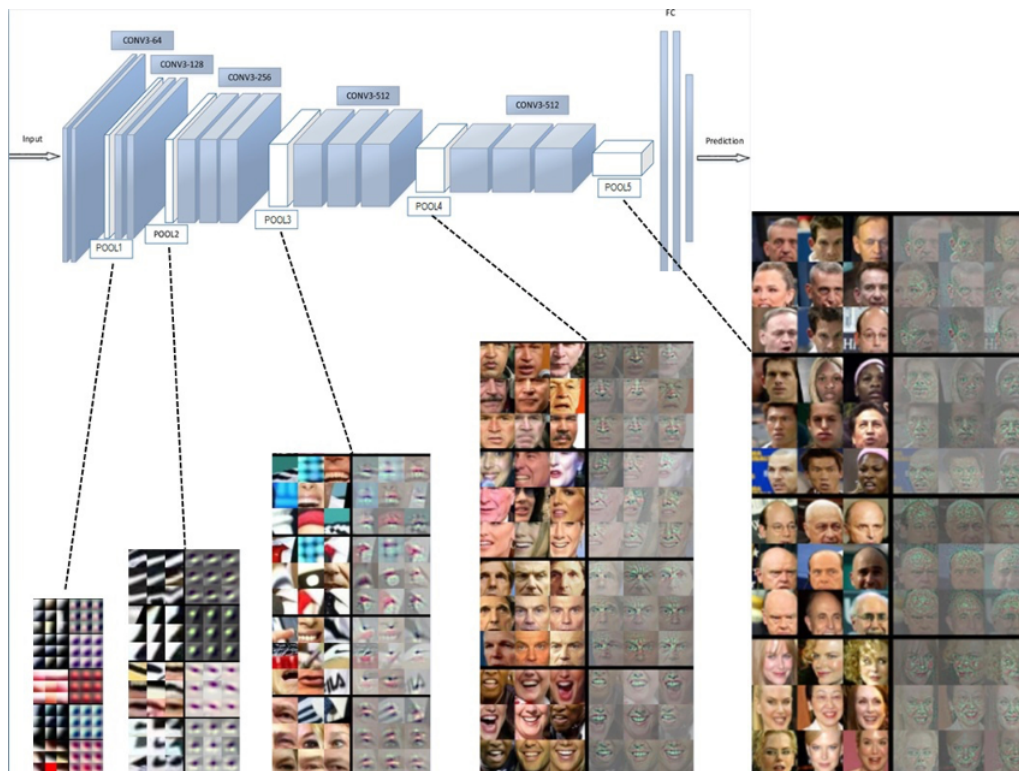 FC
CONV3-64
CONV3-128
CONV3-256
CONV3-512
CONV3-512
Input
Prediction
POOL1
POOL2
POOL3
POOL4
POOL5